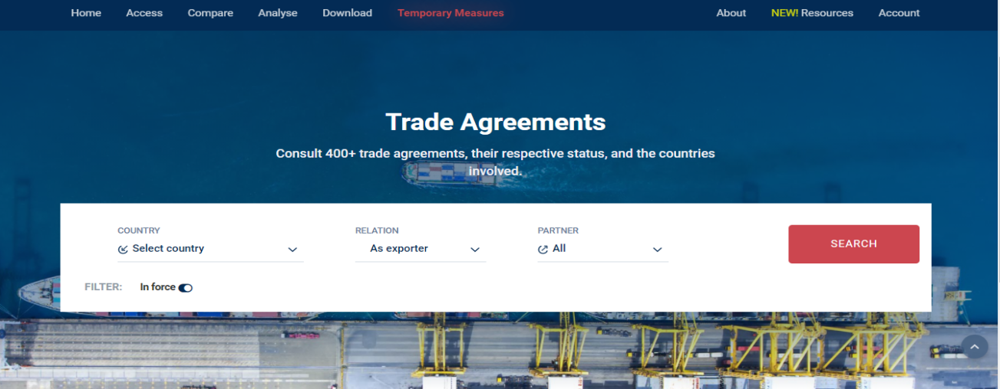 Home Access Compare Analyse Download Temporary Measures About NEW! Resources Account
Trade Agreements
Consult 400+ trade agreements, their respective status, and the countries
involved.
COUNTRY RELATION PARTNER
Select country As exporter All
SEARCH
FILTER: In force